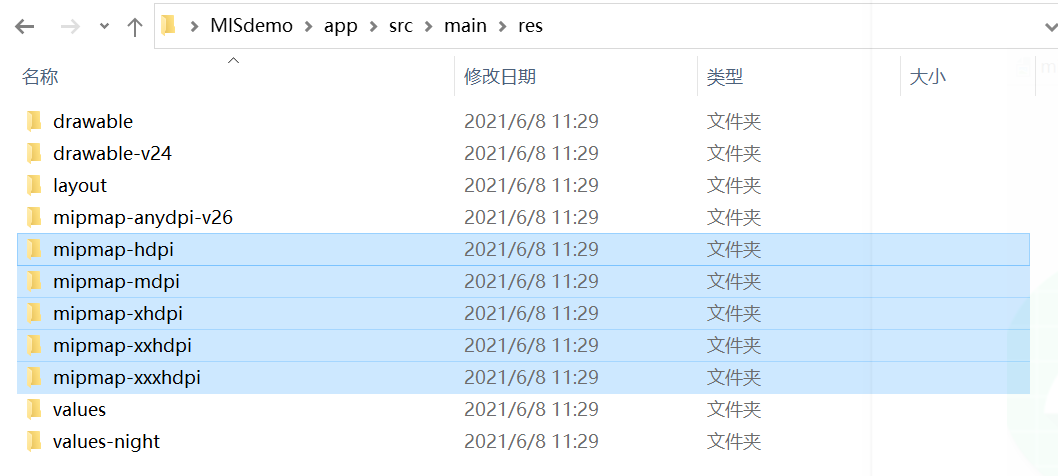 MISdemo > app > src > main > res
名称 修改日期 类型 大小
drawable 2021/6/8 11:29 文件夹
drawable-v24 2021/6/8 11:29 文件夹
layout 2021/6/8 11:29 文件夹
mipmap-anydpi-v26 2021/6/8 11:29 文件夹
mipmap-hdpi 2021/6/8 11:29 文件夹
mipmap-mdpi 2021/6/8 11:29 文件夹
mipmap-xhdpi 2021/6/8 11:29 文件夹
mipmap-xxhdpi 2021/6/8 11:29 文件夹
mipmap-xxxhdpi 2021/6/8 11:29 文件夹
values 2021/6/8 11:29 文件夹
values-night 2021/6/8 11:29 文件夹